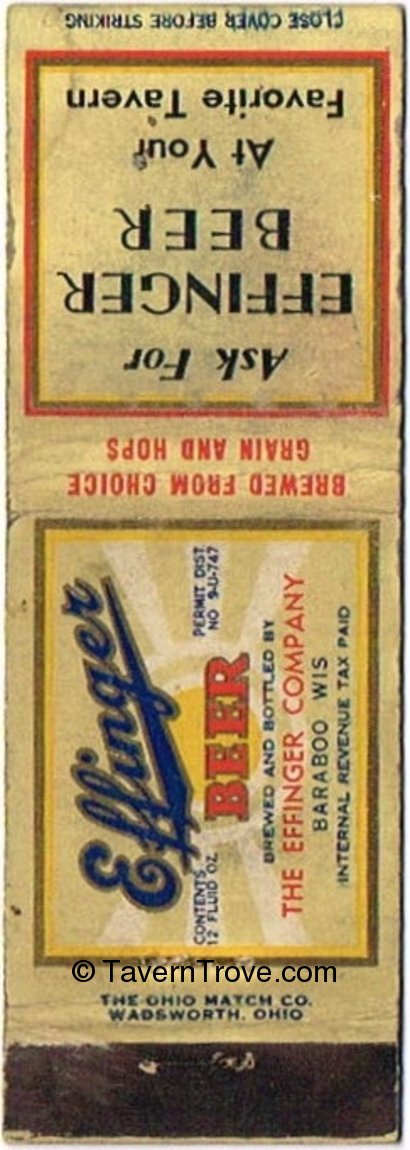 CLOSE COVER BEFORE STRIKING
Ask For
EFFINGER
BEER
At Your
Favorite Tavern
BREWED FROM CHOICE
GRAIN AND HOPS
Effinger
CONTENTS
12 FLUID OZ
PERMIT DIST
NO 9-U-747
BEER
BREWED AND BOTTLED BY
THE EFFINGER COMPANY
BARABOO WIS
INTERNAL REVENUE TAX PAID
© TavernTrove.com
THE OHIO MATCH CO.
WADSWORTH, OHIO